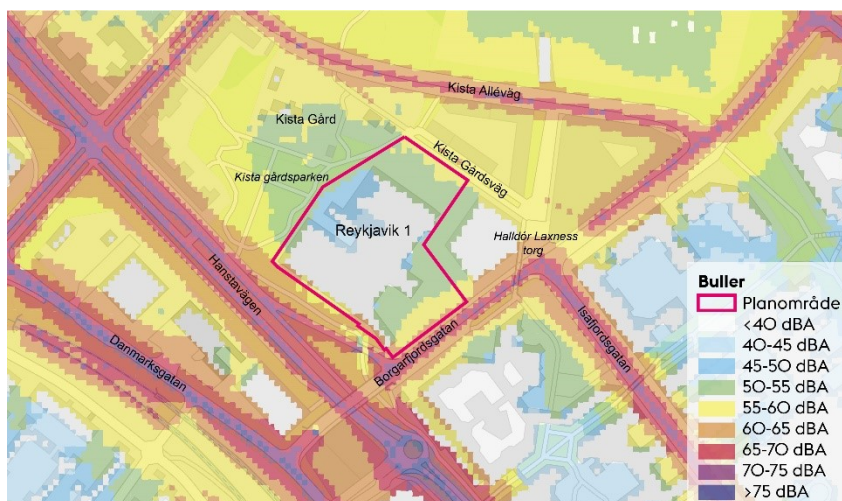 Kista Alléväg
Kista Gård
Kista Gårdsväg
Kista gårdsparken
Reykjavik 1
Halldór Laxness
torg
Hanstavägen
Isafjordsgatan
Borgarfjordsgatan
Danmarksgatan
Buller
Planområde
<40 dBA
40-45 dBA
45-50 dBA
50-55 dBA
55-60 dBA
60-65 dBA
65-70 dBA
70-75 dBA
>75 dBA